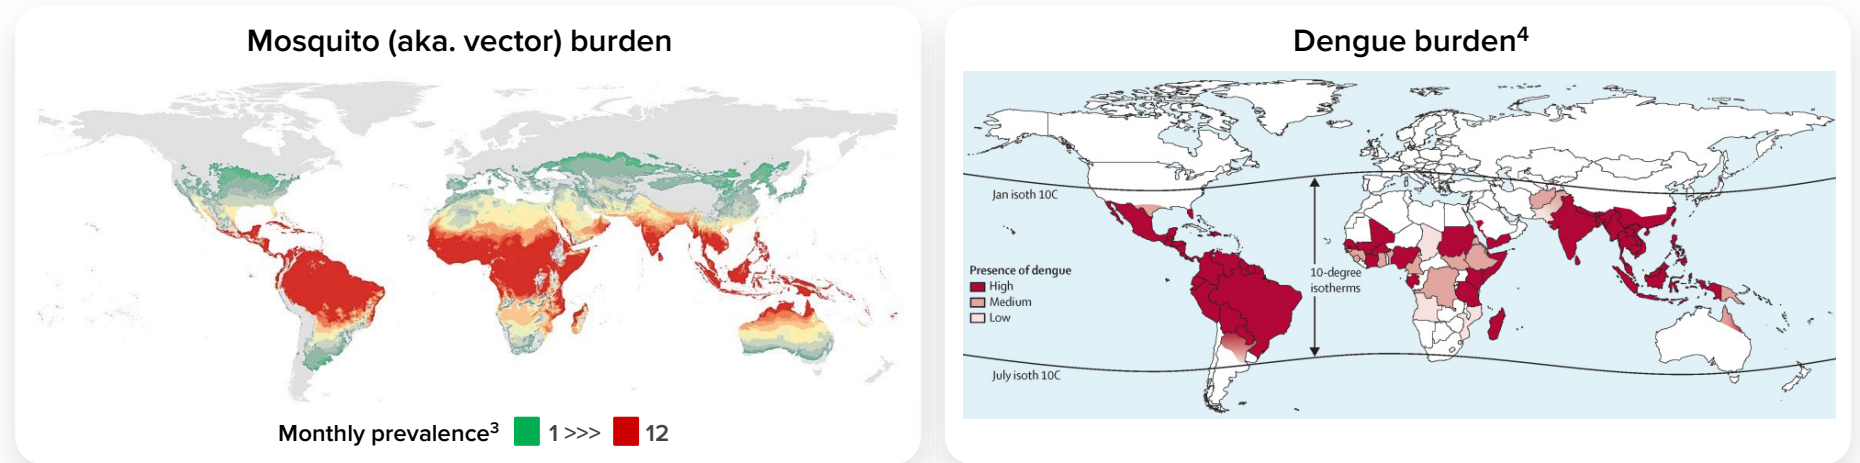 Mosquito (aka. vector) burden
Monthly prevalence³ 1 >>> 12
Dengue burden⁴
Jan isoth 10C
Presence of dengue
High
Medium
Low
10-degree
isotherms
July isoth 10C